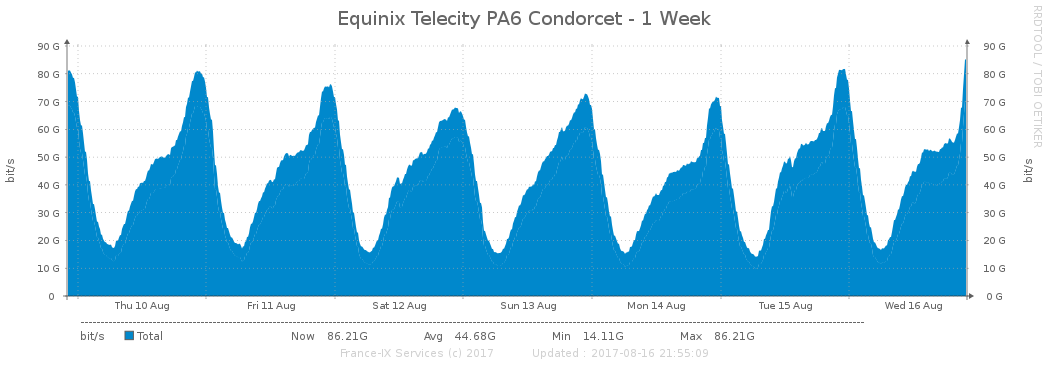 Equinix Telecity PA6 Condorcet - 1 Week
RRDTOOL / TOBI OETIKER
bit/s
90 G
80 G
70 G
60 G
50 G
40 G
30 G
20 G
10 G
0
90 G
80 G
70 G
60 G
50 G
40 G
30 G
20 G
10 G
0 G
bit/s
Thu 10 Aug Fri 11 Aug Sat 12 Aug Sun 13 Aug Mon 14 Aug Tue 15 Aug Wed 16 Aug
bit/s Total Now 86.21G Avg 44.68G Min 14.11G Max 86.21G
France-IX Services (c) 2017 Updated : 2017-08-16 21:55:09